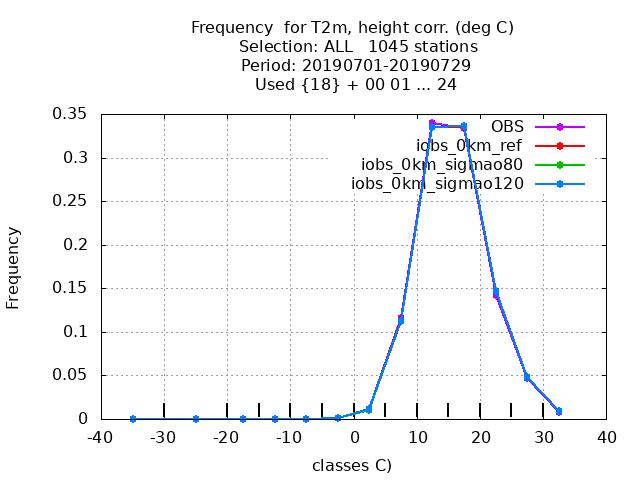 Frequency  for T2m, height corr. (deg C)
Selection: ALL   1045 stations
Period: 20190701-20190729
Used {18} + 00 01 ... 24
0.35
0.3
0.25
0.2
0.15
0.1
0.05
0
Frequency
OBS
iobs_0km_ref
iobs_0km_sigmao80
iobs_0km_sigmao120
-40 -30 -20 -10 0 10 20 30 40
classes C)